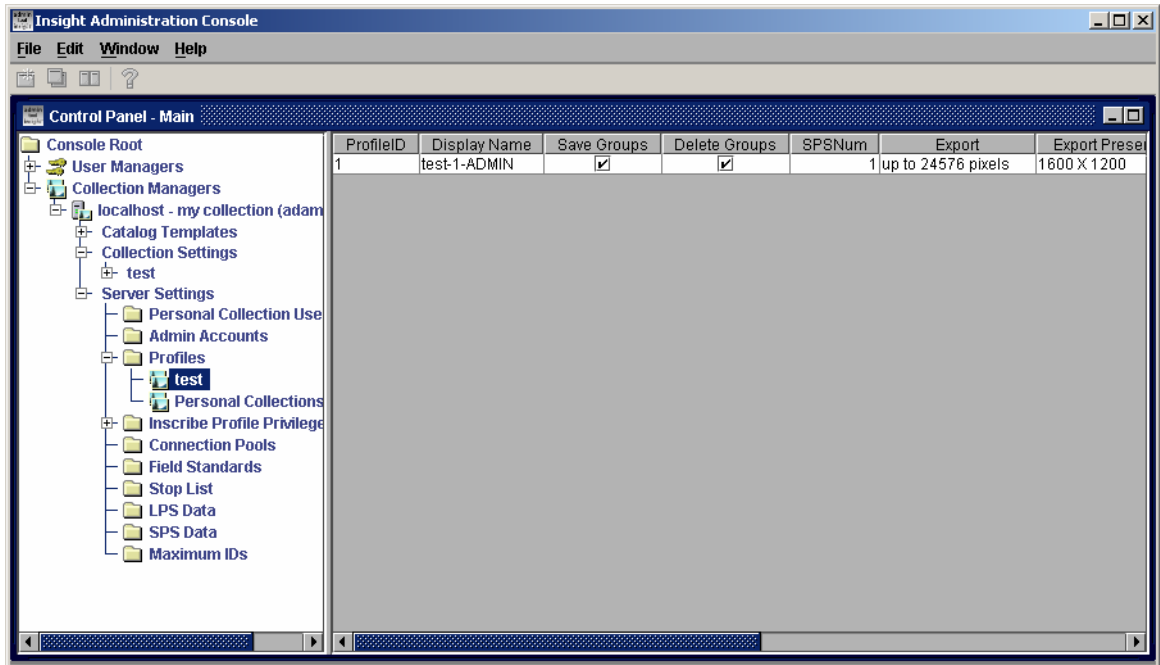 Insight Administration Console
File Edit Window Help
Control Panel - Main
Console Root
User Managers
Collection Managers
localhost - my collection (adam
Catalog Templates
Collection Settings
test
Server Settings
Personal Collection Use
Admin Accounts
Profiles
test
Personal Collections
Inscribe Profile Privilege
Connection Pools
Field Standards
Stop List
LPS Data
SPS Data
Maximum IDs
ProfileID Display Name Save Groups Delete Groups SPSNum Export Export Preser
1 test-1-ADMIN 1 up to 24576 pixels 1600 X 1200